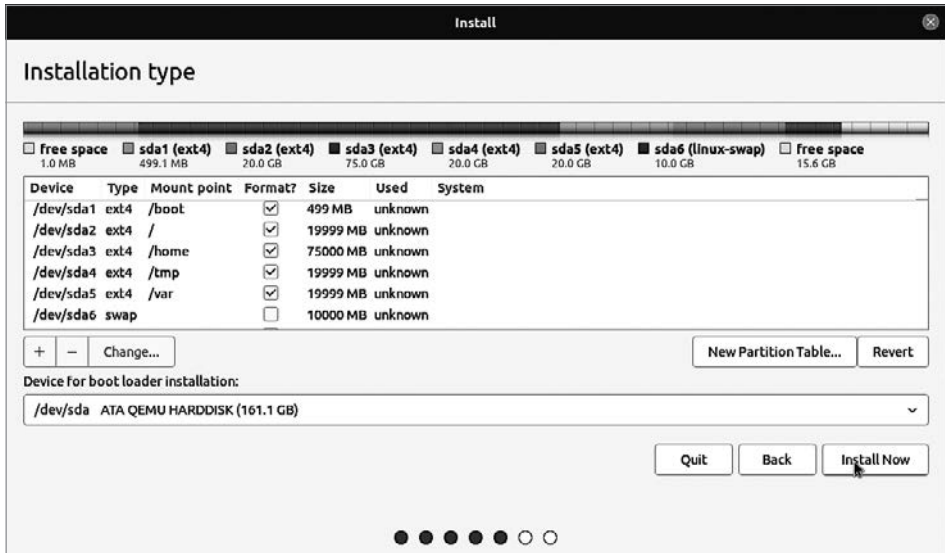 Install
Installation type
free space sda1 (ext4) sda2 (ext4) sda3 (ext4) sda4 (ext4) sda5 (ext4) sda6 (linux-swap) free space
1.0 MB 499.1 MB 20.0 GB 75.0 GB 20.0 GB 20.0 GB 10.0 GB 15.6 GB
Device Type Mount point Format? Size Used System
/dev/sda1 ext4 /boot 499 MB unknown
/dev/sda2 ext4 / 19999 MB unknown
/dev/sda3 ext4 /home 75000 MB unknown
/dev/sda4 ext4 /tmp 19999 MB unknown
/dev/sda5 ext4 /var 19999 MB unknown
/dev/sda6 swap 10000 MB unknown
+ − Change... New Partition Table... Revert
Device for boot loader installation:
/dev/sda ATA QEMU HARDDISK (161.1 GB)
Quit Back Install Now